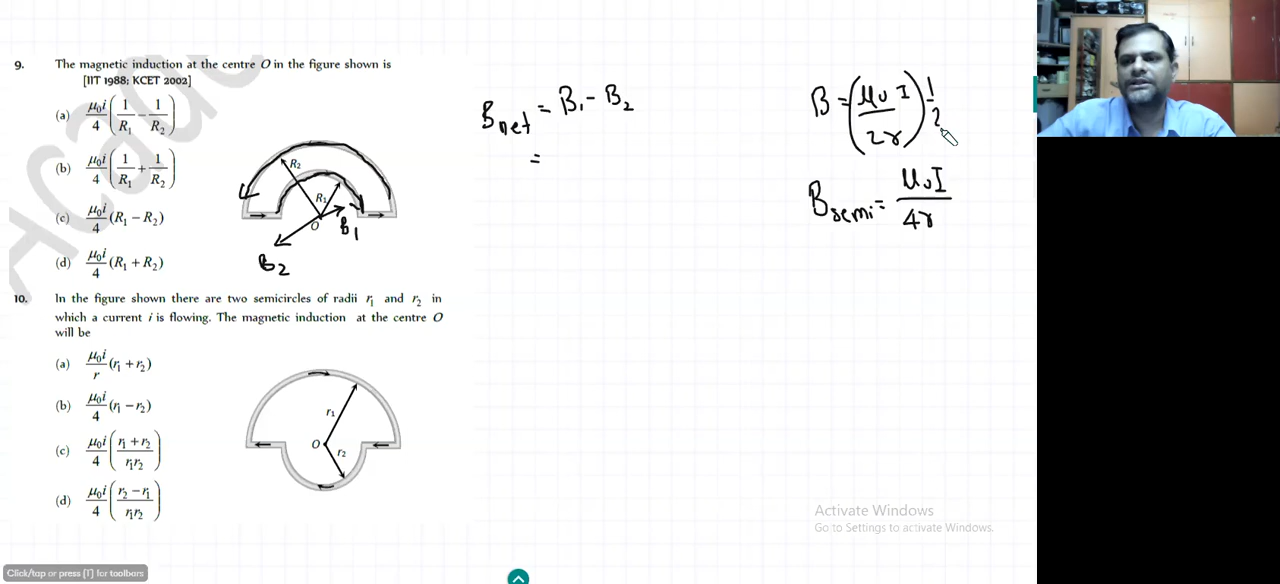 9. The magnetic induction at the centre O in the figure shown is
[IIT 1988; KCET 2002]
(a) μ₀i/4 (1/R₁ − 1/R₂)
(b) μ₀i/4 (1/R₁ + 1/R₂)
(c) μ₀i/4 (R₁ − R₂)
(d) μ₀i/4 (R₁ + R₂)
R₂
R₁
O
B₁
B₂
10. In the figure shown there are two semicircles of radii r₁ and r₂ in
which a current i is flowing. The magnetic induction at the centre O
will be
(a) μ₀i/r (r₁ + r₂)
(b) μ₀i/4 (r₁ − r₂)
(c) μ₀i/4 ((r₁ + r₂)/r₁r₂)
(d) μ₀i/4 ((r₂ − r₁)/r₁r₂)
r₁
O
r₂
Bnet = B₁ − B₂
=
B = (μ₀I/2r) 1/2
Bsemi = μ₀I/4r
Activate Windows
Go to Settings to activate Windows.
Click/tap or press [T] for toolbars